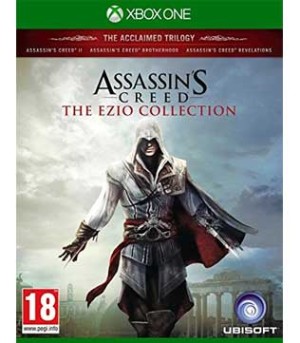 XBOX ONE
THE ACCLAIMED TRILOGY
ASSASSIN'S CREED II ASSASSIN'S CREED BROTHERHOOD ASSASSIN'S CREED REVELATIONS
ASSASSIN'S
CREED
THE EZIO COLLECTION
18
www.pegi.info
UBISOFT